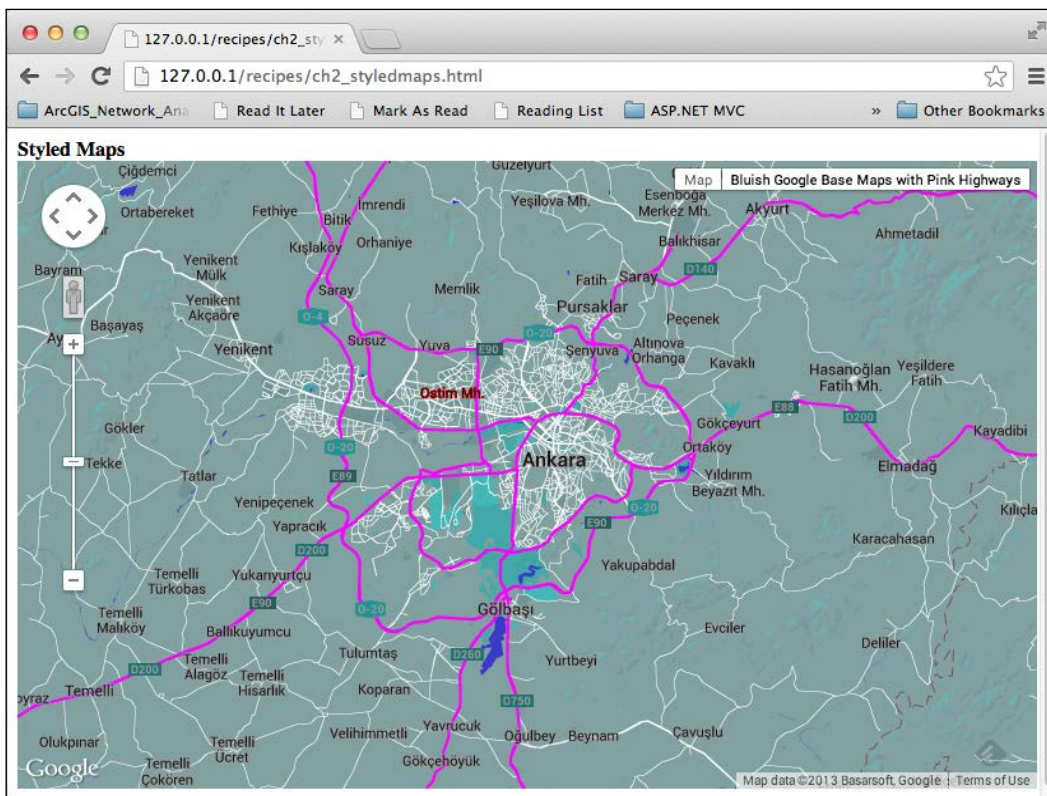 127.0.0.1/recipes/ch2_sty
127.0.0.1/recipes/ch2_styledmaps.html
ArcGIS_Network_Ana
Read It Later
Mark As Read
Reading List
ASP.NET MVC
»
Other Bookmarks
Styled Maps
Map
Bluish Google Base Maps with Pink Highways
Çiğdemci
Güzelyurt
Ortabereket
Fethiye
İmrendi
Bitik
Yeşilova Mh.
Esenboğa
Merkez Mh.
Akyurt
Kışlaköy
Orhaniye
Balıkhisar
Ahmetadil
Bayram
Yenikent
Mülk
D140
Saray
Memlik
Fatih
Saray
Yenikent
Akçaören
Pursaklar
O-4
Peçenek
Başayaş
Ay
Susuz
Yuva
O-20
E90
Şenyuva
Altınova
Orhanga
Yenikent
Kavaklı
Hasanoğlan
Fatih Mh.
Yeşildere
Fatih
Ostim Mh.
E88
D200
Gökler
Gökçeyurt
Kayadibi
O-20
Ortaköy
Tekke
Tatlar
E89
Ankara
Elmadağ
Yıldırım
Beyazıt Mh.
Yenipeçenek
O-20
Kılıçla
Yapracık
E90
D200
Karacahasan
Temelli
Türkobas
Yukarıyurtçu
Yakupabdal
E90
O-20
Gölbaşı
Temelli
Malıköy
Ballıkuyumcu
Evciler
Deliler
Tulumtaş
D260
Yurtbeyi
D200
Temelli
Alagöz
Temelli
Hisarlık
Koparan
oyraz
Temelli
D750
Yavrucuk
Velihimmetli
Oğulbey
Beynam
Çavuşlu
Olukpınar
Temelli
Ücret
Gökçehöyük
Google
Temelli
Çokören
Map data ©2013 Basarsoft, Google
Terms of Use